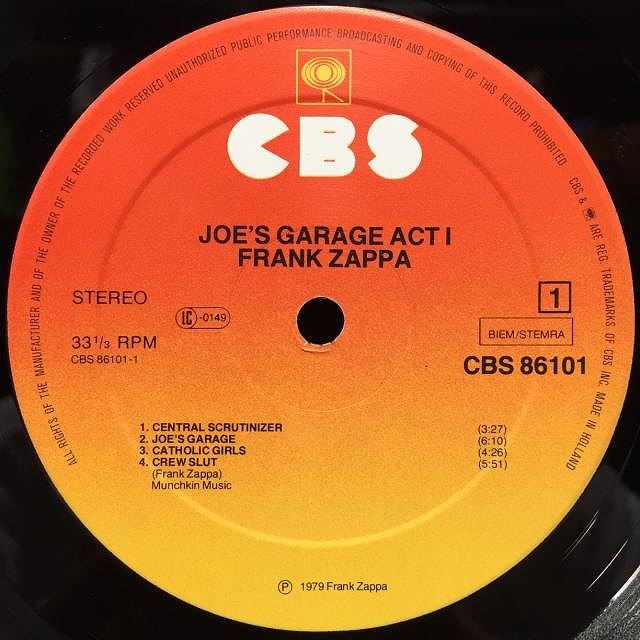 ALL RIGHTS OF THE MANUFACTURER AND OF THE OWNER OF THE RECORDED WORK RESERVED UNAUTHORIZED PUBLIC PERFORMANCE BROADCASTING AND COPYING OF THIS RECORD PROHIBITED
CBS & ARE REG. TRADEMARKS OF CBS INC. MADE IN HOLLAND
CBS
JOE'S GARAGE ACT I
FRANK ZAPPA
STEREO
IC -0149
1
33 1/3 RPM
BIEM/STEMRA
CBS 86101-1
CBS 86101
1. CENTRAL SCRUTINIZER (3:27)
2. JOE'S GARAGE (6:10)
3. CATHOLIC GIRLS (4:26)
4. CREW SLUT (5:51)
(Frank Zappa)
Munchkin Music
℗ 1979 Frank Zappa